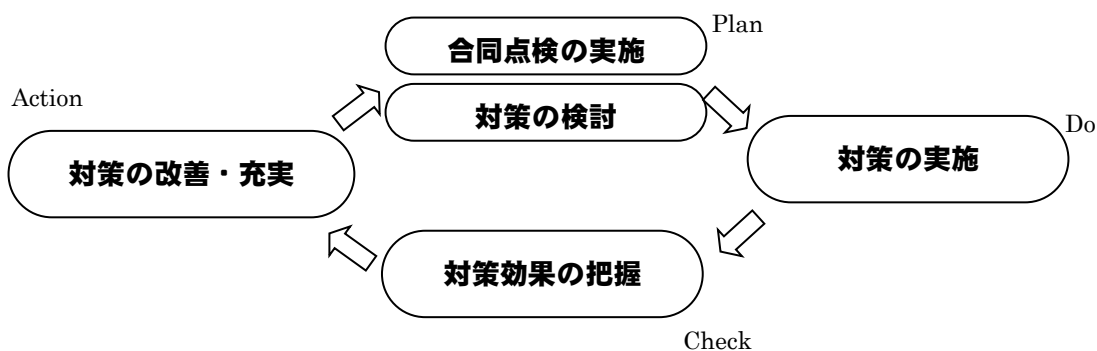 Plan
合同点検の実施
対策の検討
Action
Do
対策の改善・充実
対策の実施
対策効果の把握
Check